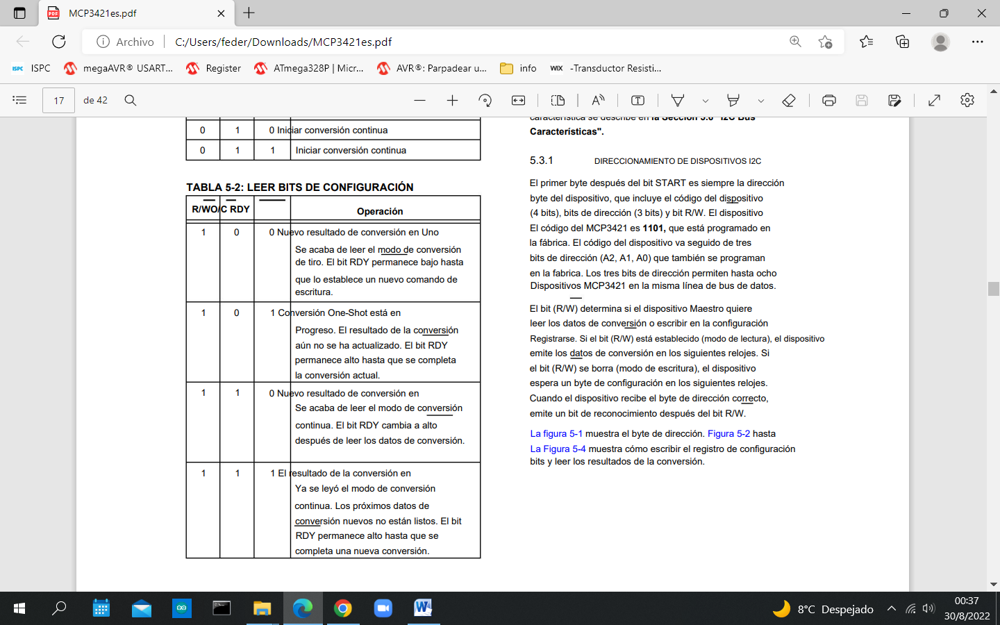 MCP3421es.pdf
Archivo C:/Users/feder/Downloads/MCP3421es.pdf
ISPC ISPC megaAVR® USART... Register ATmega328P | Micr... AVR®: Parpadear u... info WIX -Transductor Resisti...
17 de 42
0 1 0 Iniciar conversión continua
0 1 1 Iniciar conversión continua
TABLA 5-2: LEER BITS DE CONFIGURACIÓN
R/WO/C RDY Operación
1 0 0 Nuevo resultado de conversión en Uno
Se acaba de leer el modo de conversión
de tiro. El bit RDY permanece bajo hasta
que lo establece un nuevo comando de
escritura.
1 0 1 Conversión One-Shot está en
Progreso. El resultado de la conversión
aún no se ha actualizado. El bit RDY
permanece alto hasta que se completa
la conversión actual.
1 1 0 Nuevo resultado de conversión en
Se acaba de leer el modo de conversión
continua. El bit RDY cambia a alto
después de leer los datos de conversión.
1 1 1 El resultado de la conversión en
Ya se leyó el modo de conversión
continua. Los próximos datos de
conversión nuevos no están listos. El bit
RDY permanece alto hasta que se
completa una nueva conversión.
característica se describe en la Sección 5.6 "I2C Bus
Características".
5.3.1 DIRECCIONAMIENTO DE DISPOSITIVOS I2C
El primer byte después del bit START es siempre la dirección
byte del dispositivo, que incluye el código del dispositivo
(4 bits), bits de dirección (3 bits) y bit R/W. El dispositivo
El código del MCP3421 es 1101, que está programado en
la fábrica. El código del dispositivo va seguido de tres
bits de dirección (A2, A1, A0) que también se programan
en la fabrica. Los tres bits de dirección permiten hasta ocho
Dispositivos MCP3421 en la misma línea de bus de datos.
El bit (R/W) determina si el dispositivo Maestro quiere
leer los datos de conversión o escribir en la configuración
Registrarse. Si el bit (R/W) está establecido (modo de lectura), el dispositivo
emite los datos de conversión en los siguientes relojes. Si
el bit (R/W) se borra (modo de escritura), el dispositivo
espera un byte de configuración en los siguientes relojes.
Cuando el dispositivo recibe el byte de dirección correcto,
emite un bit de reconocimiento después del bit R/W.
La figura 5-1 muestra el byte de dirección. Figura 5-2 hasta
La Figura 5-4 muestra cómo escribir el registro de configuración
bits y leer los resultados de la conversión.
8°C Despejado
00:37
30/8/2022